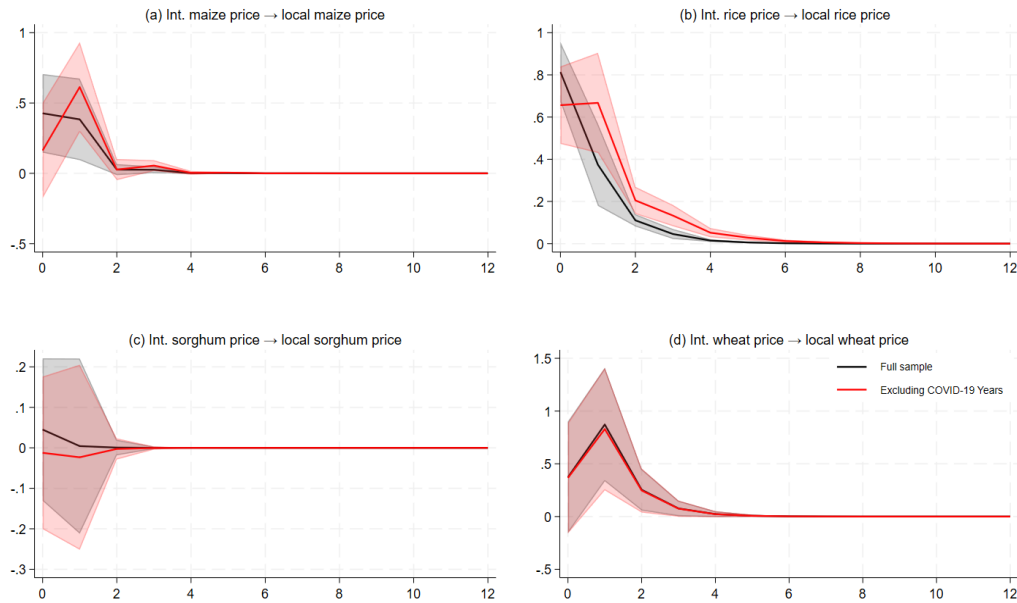 (a) Int. maize price → local maize price
1
.5
0
-.5
0 2 4 6 8 10 12
(b) Int. rice price → local rice price
1
.8
.6
.4
.2
0
0 2 4 6 8 10 12
(c) Int. sorghum price → local sorghum price
.2
.1
0
-.1
-.2
-.3
0 2 4 6 8 10 12
(d) Int. wheat price → local wheat price
Full sample
Excluding COVID-19 Years
1.5
1
.5
0
-.5
0 2 4 6 8 10 12